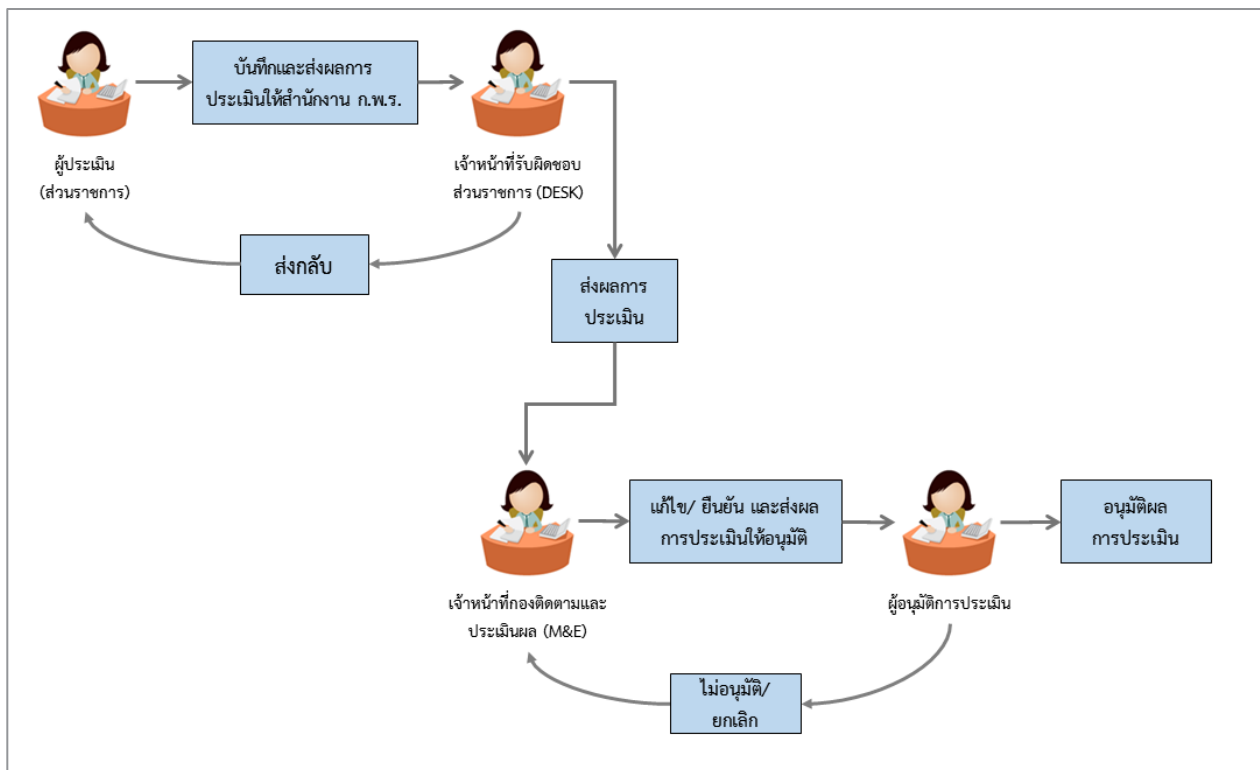 บันทึกและส่งผลการ
ประเมินให้สำนักงาน ก.พ.ร.
ผู้ประเมิน
(ส่วนราชการ)
เจ้าหน้าที่รับผิดชอบ
ส่วนราชการ (DESK)
ส่งกลับ
ส่งผลการ
ประเมิน
แก้ไข/ ยืนยัน และส่งผล
การประเมินให้อนุมัติ
อนุมัติผล
การประเมิน
เจ้าหน้าที่กองติดตามและ
ประเมินผล (M&E)
ผู้อนุมัติการประเมิน
ไม่อนุมัติ/
ยกเลิก